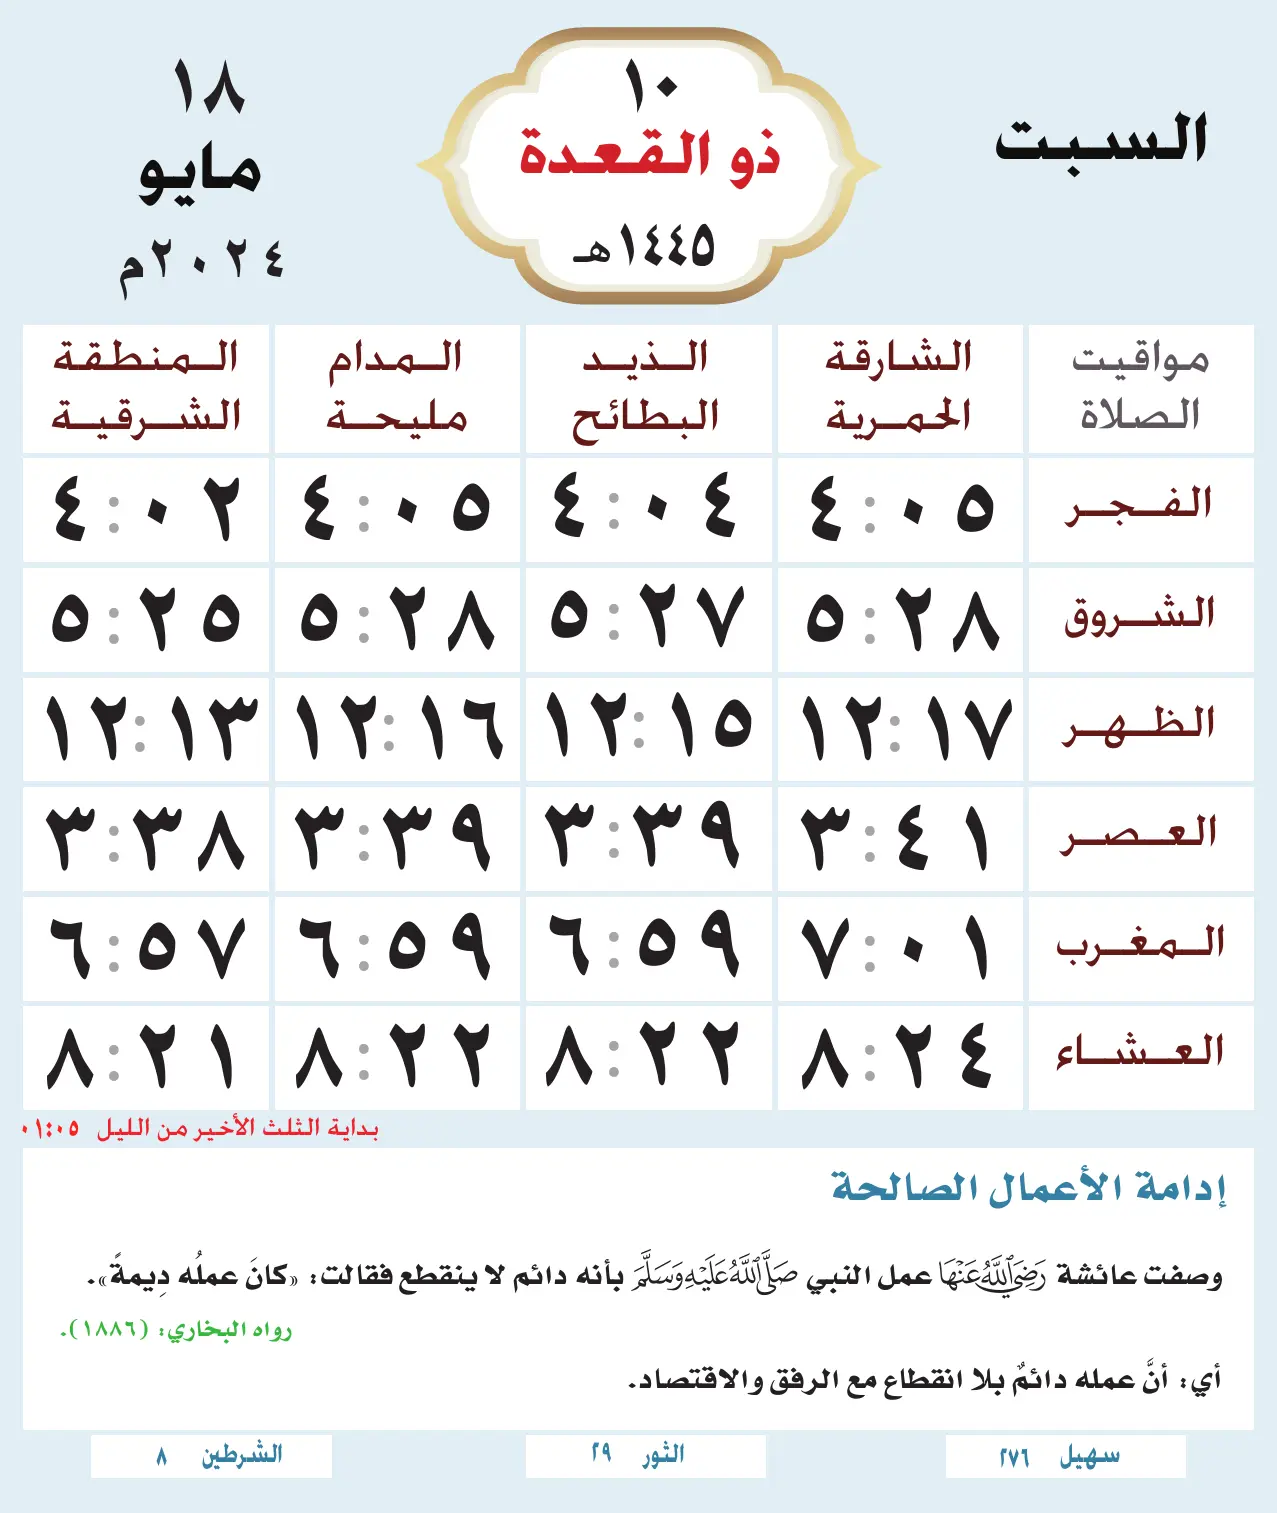 السبت
١٠
ذو القعدة
١٤٤٥هـ
١٨
مايو
٢٠٢٤م
مواقيت الصلاة
الشارقة الحمرية
الذيد البطائح
المدام مليحة
المنطقة الشرقية
الفجر ٤:٠٥ ٤:٠٤ ٤:٠٥ ٤:٠٢
الشروق ٥:٢٨ ٥:٢٧ ٥:٢٨ ٥:٢٥
الظهر ١٢:١٧ ١٢:١٥ ١٢:١٦ ١٢:١٣
العصر ٣:٤١ ٣:٣٩ ٣:٣٩ ٣:٣٨
المغرب ٧:٠١ ٦:٥٩ ٦:٥٩ ٦:٥٧
العشاء ٨:٢٤ ٨:٢٢ ٨:٢٢ ٨:٢١
بداية الثلث الأخير من الليل ٠١:٠٥
إدامة الأعمال الصالحة
وصفت عائشة رَضِيَ اللَّهُ عَنْهَا عمل النبي صَلَّى اللَّهُ عَلَيْهِ وَسَلَّمَ بأنه دائم لا ينقطع فقالت: «كانَ عملُه دِيمةً».
رواه البخاري: (١٨٨٦).
أي: أنَّ عمله دائمٌ بلا انقطاع مع الرفق والاقتصاد.
سهيل ٢٧٦
الثور ٢٩
الشرطين ٨